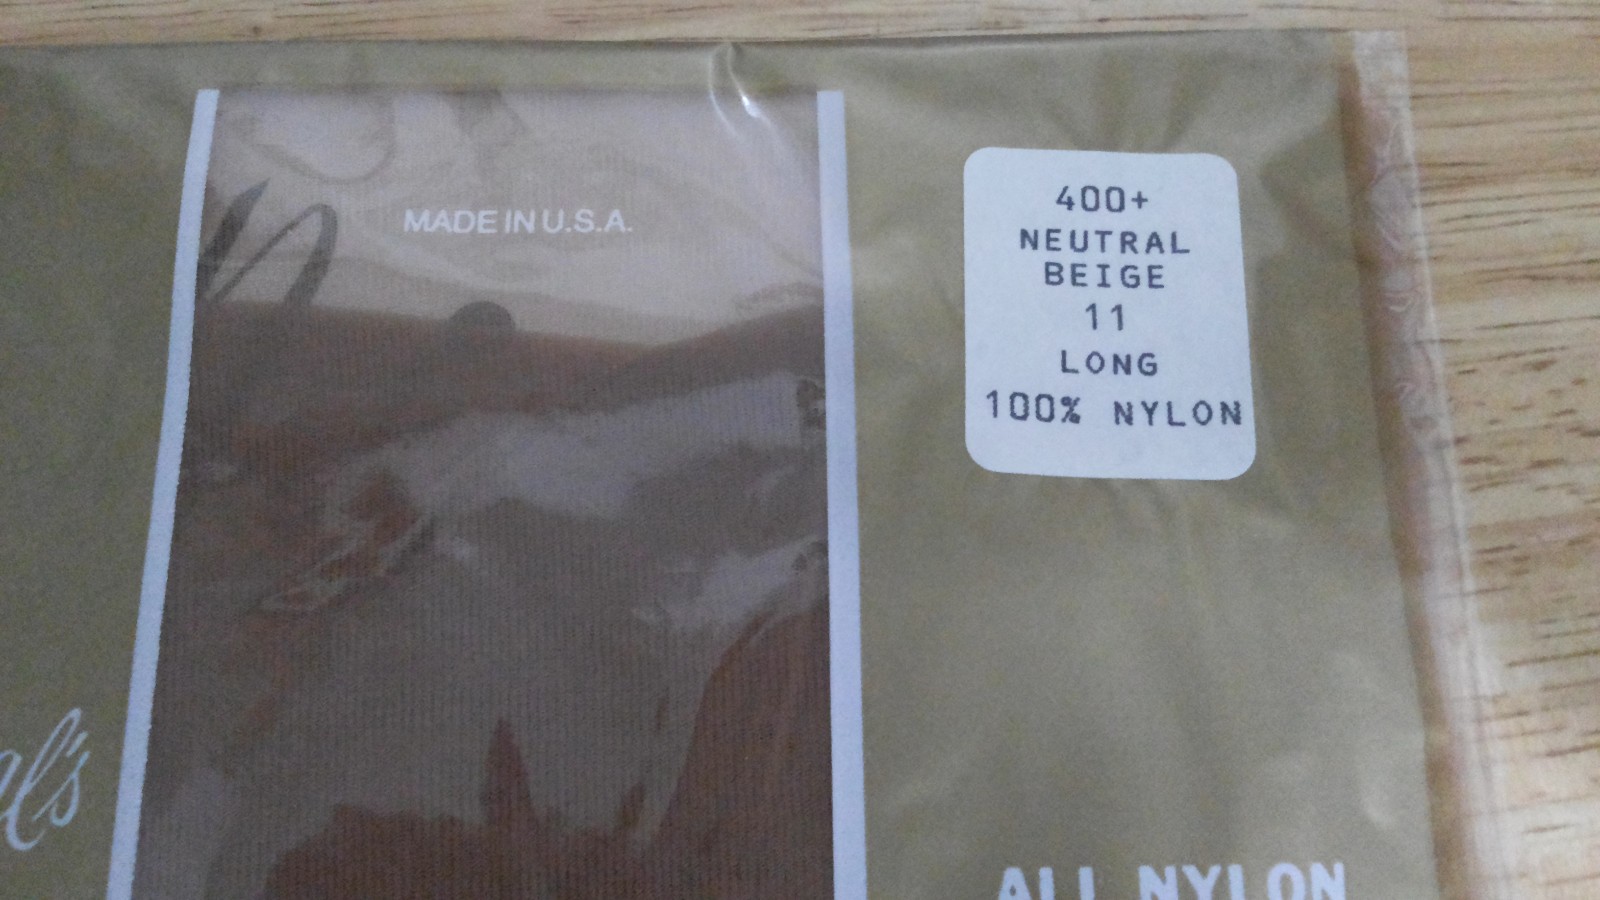 MADE IN U.S.A.
400+
NEUTRAL
BEIGE
11
LONG
100% NYLON
ALL NYLON